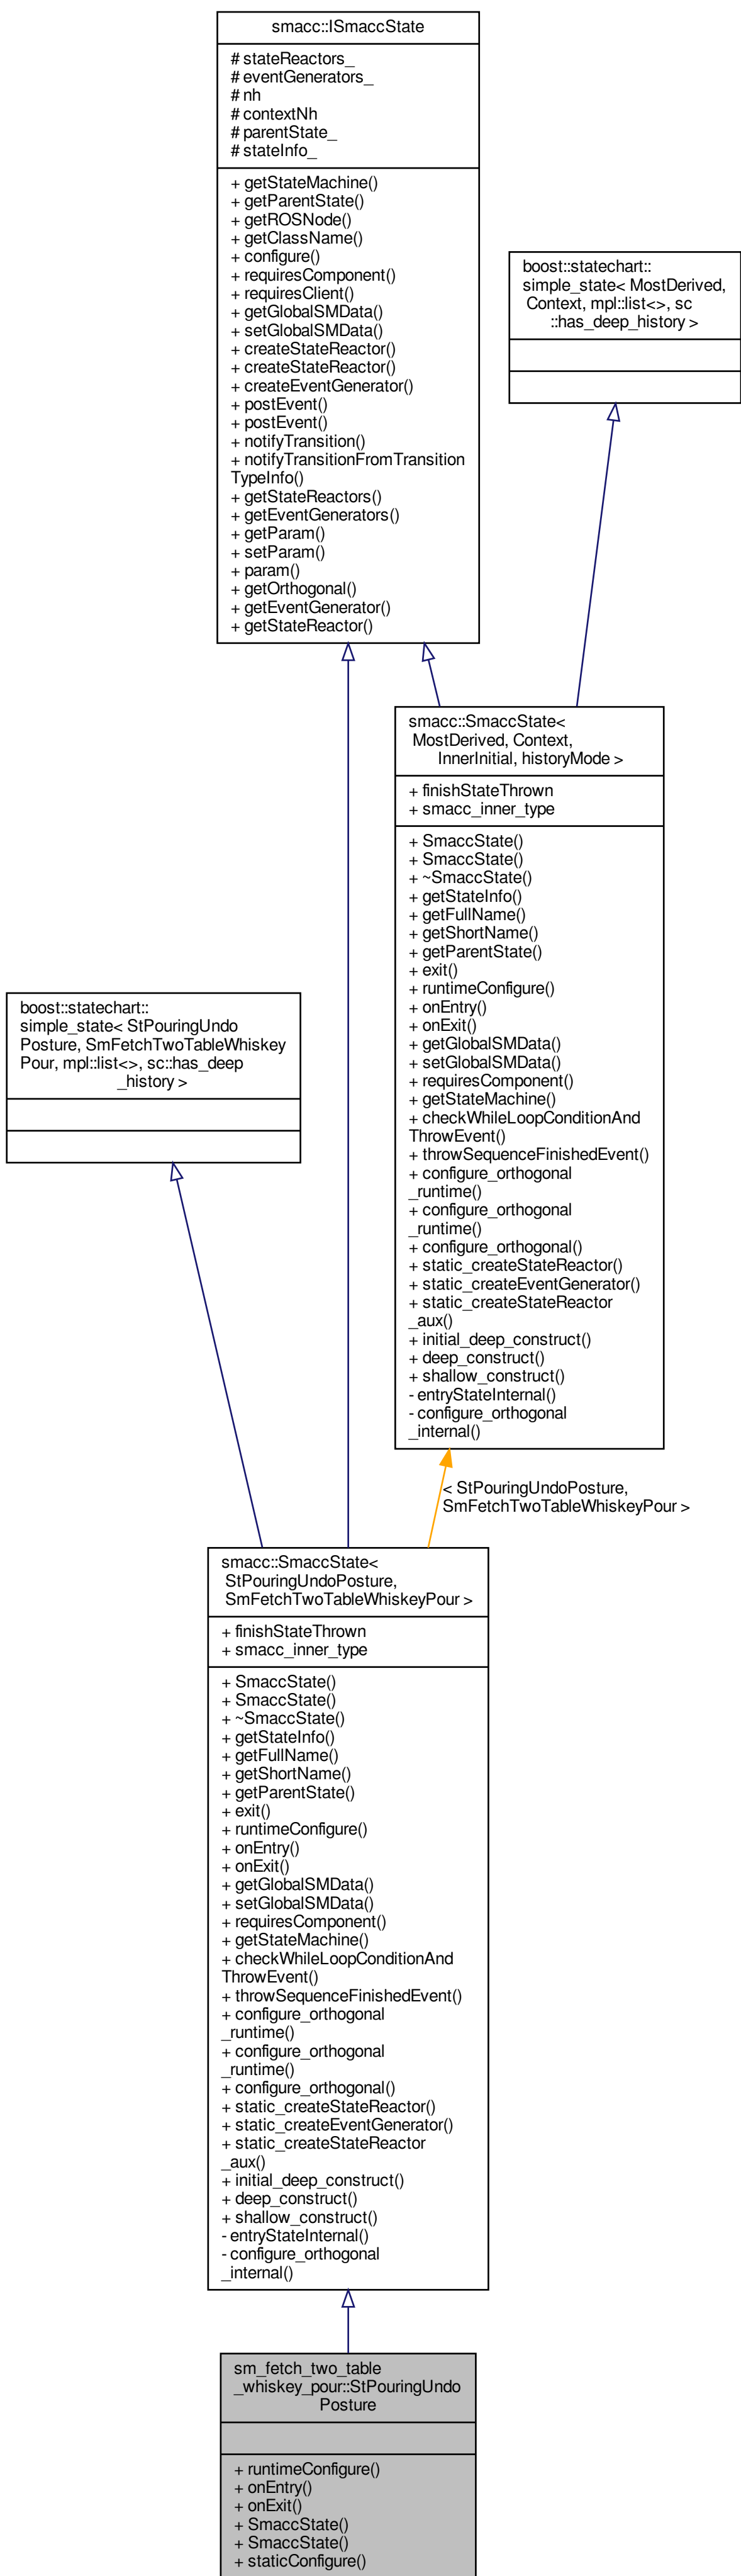 smacc::ISmaccState
# stateReactors_
# eventGenerators_
# nh
# contextNh
# parentState_
# stateInfo_
+ getStateMachine()
+ getParentState()
+ getROSNode()
+ getClassName()
+ configure()
+ requiresComponent()
+ requiresClient()
+ getGlobalSMData()
+ setGlobalSMData()
+ createStateReactor()
+ createStateReactor()
+ createEventGenerator()
+ postEvent()
+ postEvent()
+ notifyTransition()
+ notifyTransitionFromTransition
TypeInfo()
+ getStateReactors()
+ getEventGenerators()
+ getParam()
+ setParam()
+ param()
+ getOrthogonal()
+ getEventGenerator()
+ getStateReactor()
boost::statechart::
simple_state< MostDerived,
Context, mpl::list<>, sc
::has_deep_history >
smacc::SmaccState<
MostDerived, Context,
InnerInitial, historyMode >
+ finishStateThrown
+ smacc_inner_type
+ SmaccState()
+ SmaccState()
+ ~SmaccState()
+ getStateInfo()
+ getFullName()
+ getShortName()
+ getParentState()
+ exit()
+ runtimeConfigure()
+ onEntry()
+ onExit()
+ getGlobalSMData()
+ setGlobalSMData()
+ requiresComponent()
+ getStateMachine()
+ checkWhileLoopConditionAnd
ThrowEvent()
+ throwSequenceFinishedEvent()
+ configure_orthogonal
_runtime()
+ configure_orthogonal
_runtime()
+ configure_orthogonal()
+ static_createStateReactor()
+ static_createEventGenerator()
+ static_createStateReactor
_aux()
+ initial_deep_construct()
+ deep_construct()
+ shallow_construct()
- entryStateInternal()
- configure_orthogonal
_internal()
boost::statechart::
simple_state< StPouringUndo
Posture, SmFetchTwoTableWhiskey
Pour, mpl::list<>, sc::has_deep
_history >
< StPouringUndoPosture,
SmFetchTwoTableWhiskeyPour >
smacc::SmaccState<
StPouringUndoPosture,
SmFetchTwoTableWhiskeyPour >
+ finishStateThrown
+ smacc_inner_type
+ SmaccState()
+ SmaccState()
+ ~SmaccState()
+ getStateInfo()
+ getFullName()
+ getShortName()
+ getParentState()
+ exit()
+ runtimeConfigure()
+ onEntry()
+ onExit()
+ getGlobalSMData()
+ setGlobalSMData()
+ requiresComponent()
+ getStateMachine()
+ checkWhileLoopConditionAnd
ThrowEvent()
+ throwSequenceFinishedEvent()
+ configure_orthogonal
_runtime()
+ configure_orthogonal
_runtime()
+ configure_orthogonal()
+ static_createStateReactor()
+ static_createEventGenerator()
+ static_createStateReactor
_aux()
+ initial_deep_construct()
+ deep_construct()
+ shallow_construct()
- entryStateInternal()
- configure_orthogonal
_internal()
sm_fetch_two_table
_whiskey_pour::StPouringUndo
Posture
+ runtimeConfigure()
+ onEntry()
+ onExit()
+ SmaccState()
+ SmaccState()
+ staticConfigure()